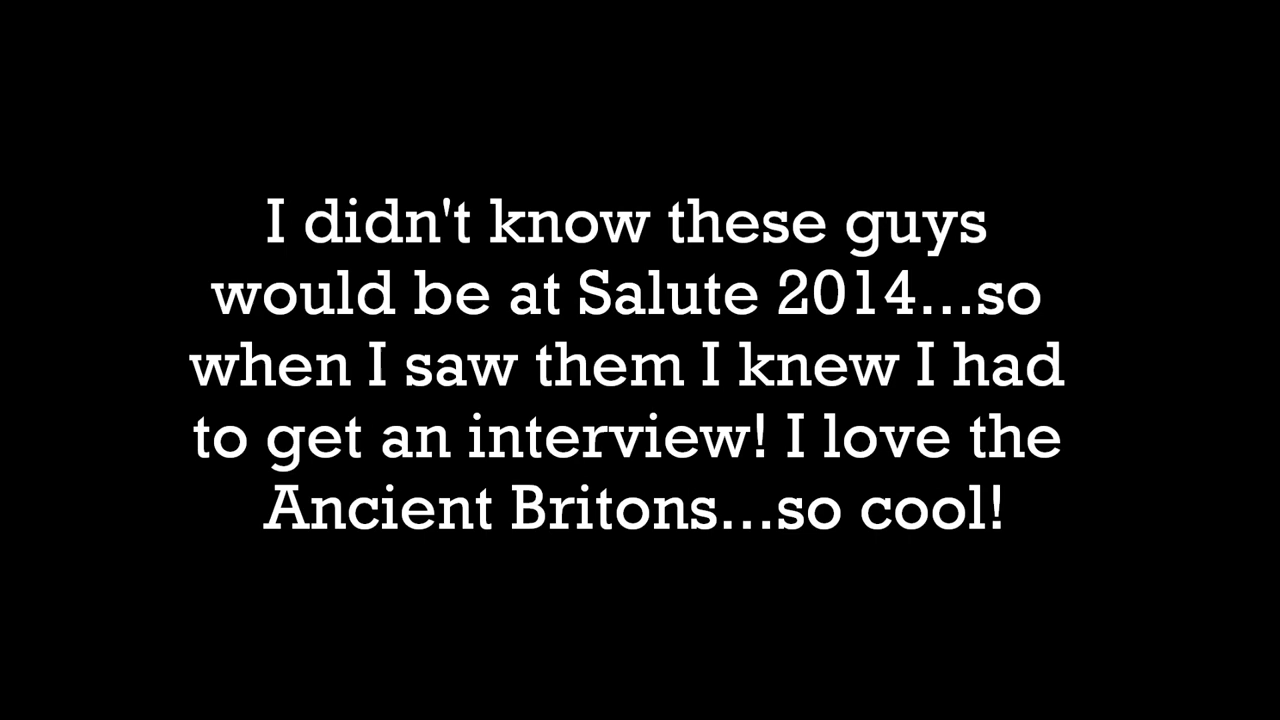 I didn't know these guys
would be at Salute 2014...so
when I saw them I knew I had
to get an interview! I love the
Ancient Britons...so cool!